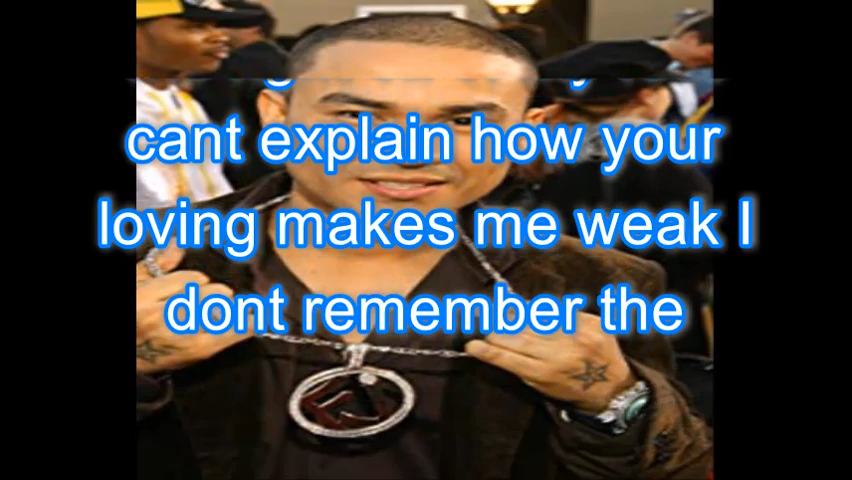 cant explain how your
loving makes me weak I
dont remember the